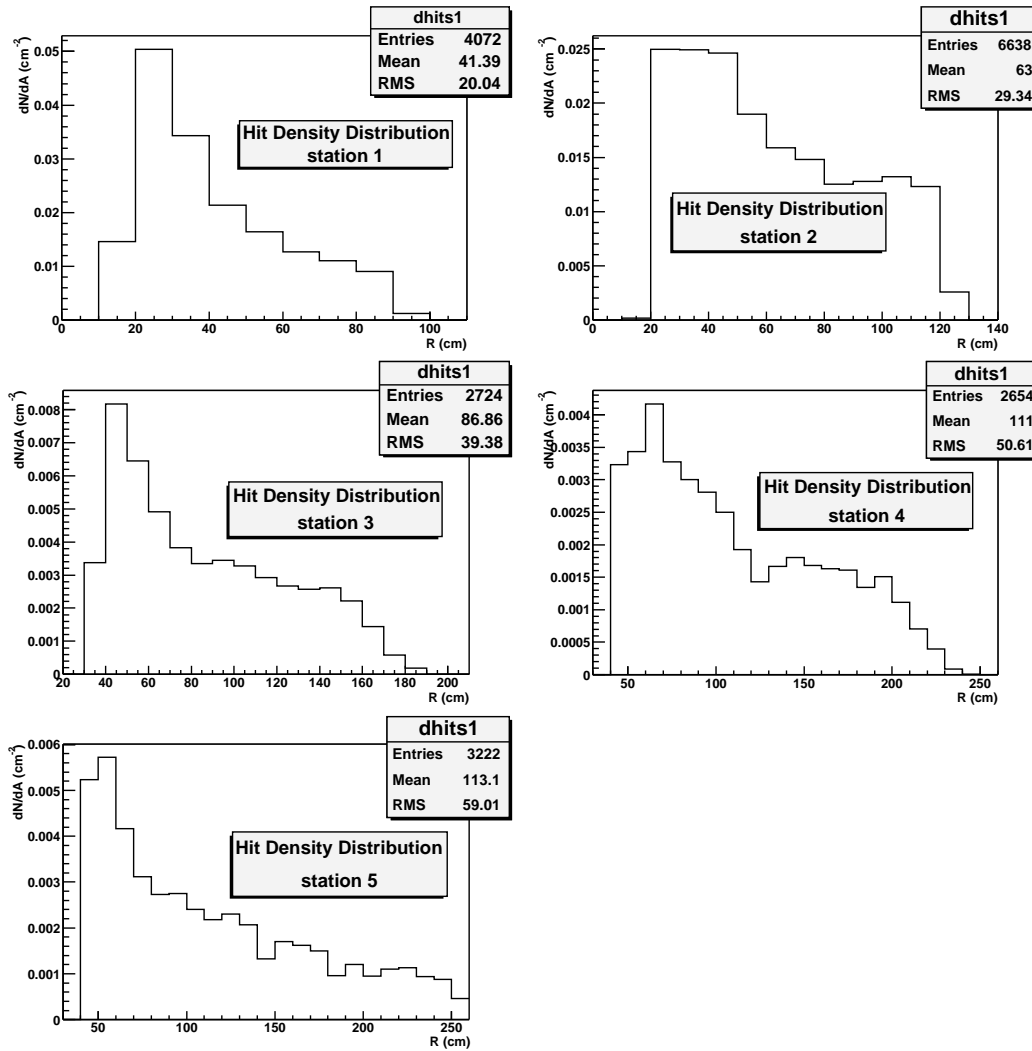 dhits1
Entries 4072
Mean 41.39
RMS 20.04
dN/dA (cm-2)
0.05
0.04
0.03
0.02
0.01
0
Hit Density Distribution
station 1
0 20 40 60 80 100
R (cm)
dhits1
Entries 6638
Mean 63
RMS 29.34
dN/dA (cm-2)
0.025
0.02
0.015
0.01
0.005
0
Hit Density Distribution
station 2
0 20 40 60 80 100 120 140
R (cm)
dhits1
Entries 2724
Mean 86.86
RMS 39.38
dN/dA (cm-2)
0.008
0.007
0.006
0.005
0.004
0.003
0.002
0.001
0
Hit Density Distribution
station 3
20 40 60 80 100 120 140 160 180 200
R (cm)
dhits1
Entries 2654
Mean 111
RMS 50.61
dN/dA (cm-2)
0.004
0.0035
0.003
0.0025
0.002
0.0015
0.001
0.0005
0
Hit Density Distribution
station 4
50 100 150 200 250
R (cm)
dhits1
Entries 3222
Mean 113.1
RMS 59.01
dN/dA (cm-2)
0.006
0.005
0.004
0.003
0.002
0.001
0
Hit Density Distribution
station 5
50 100 150 200 250
R (cm)